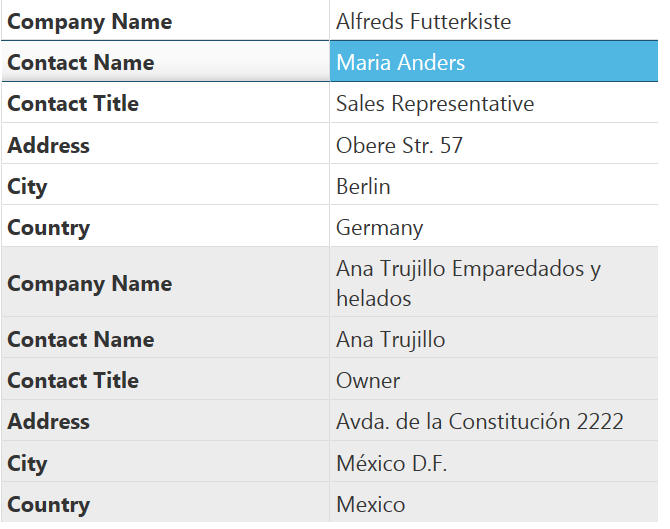 Company Name Alfreds Futterkiste
Contact Name Maria Anders
Contact Title Sales Representative
Address Obere Str. 57
City Berlin
Country Germany
Company Name Ana Trujillo Emparedados y
helados
Contact Name Ana Trujillo
Contact Title Owner
Address Avda. de la Constitución 2222
City México D.F.
Country Mexico